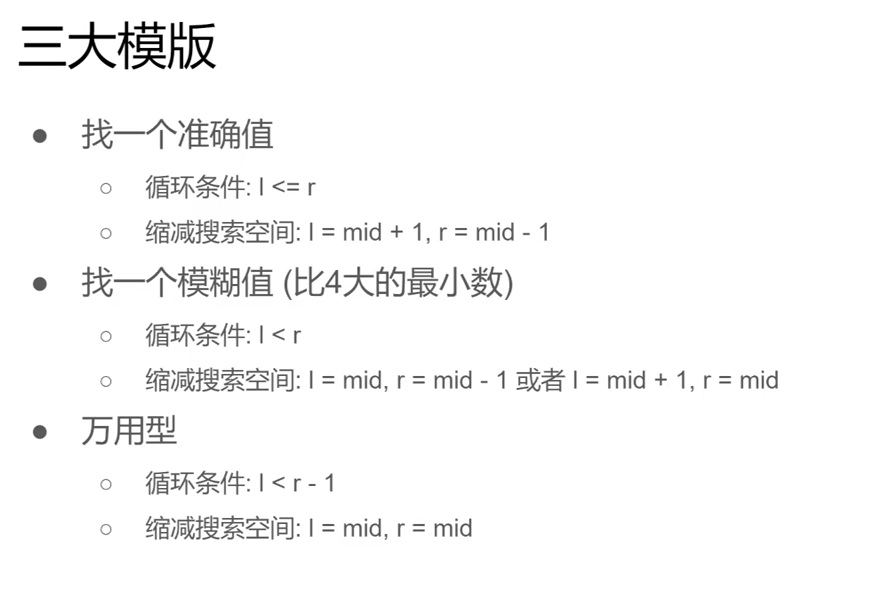 三大模版
● 找一个准确值
○ 循环条件: l <= r
○ 缩减搜索空间: l = mid + 1, r = mid - 1
● 找一个模糊值 (比4大的最小数)
○ 循环条件: l < r
○ 缩减搜索空间: l = mid, r = mid - 1 或者 l = mid + 1, r = mid
● 万用型
○ 循环条件: l < r - 1
○ 缩减搜索空间: l = mid, r = mid